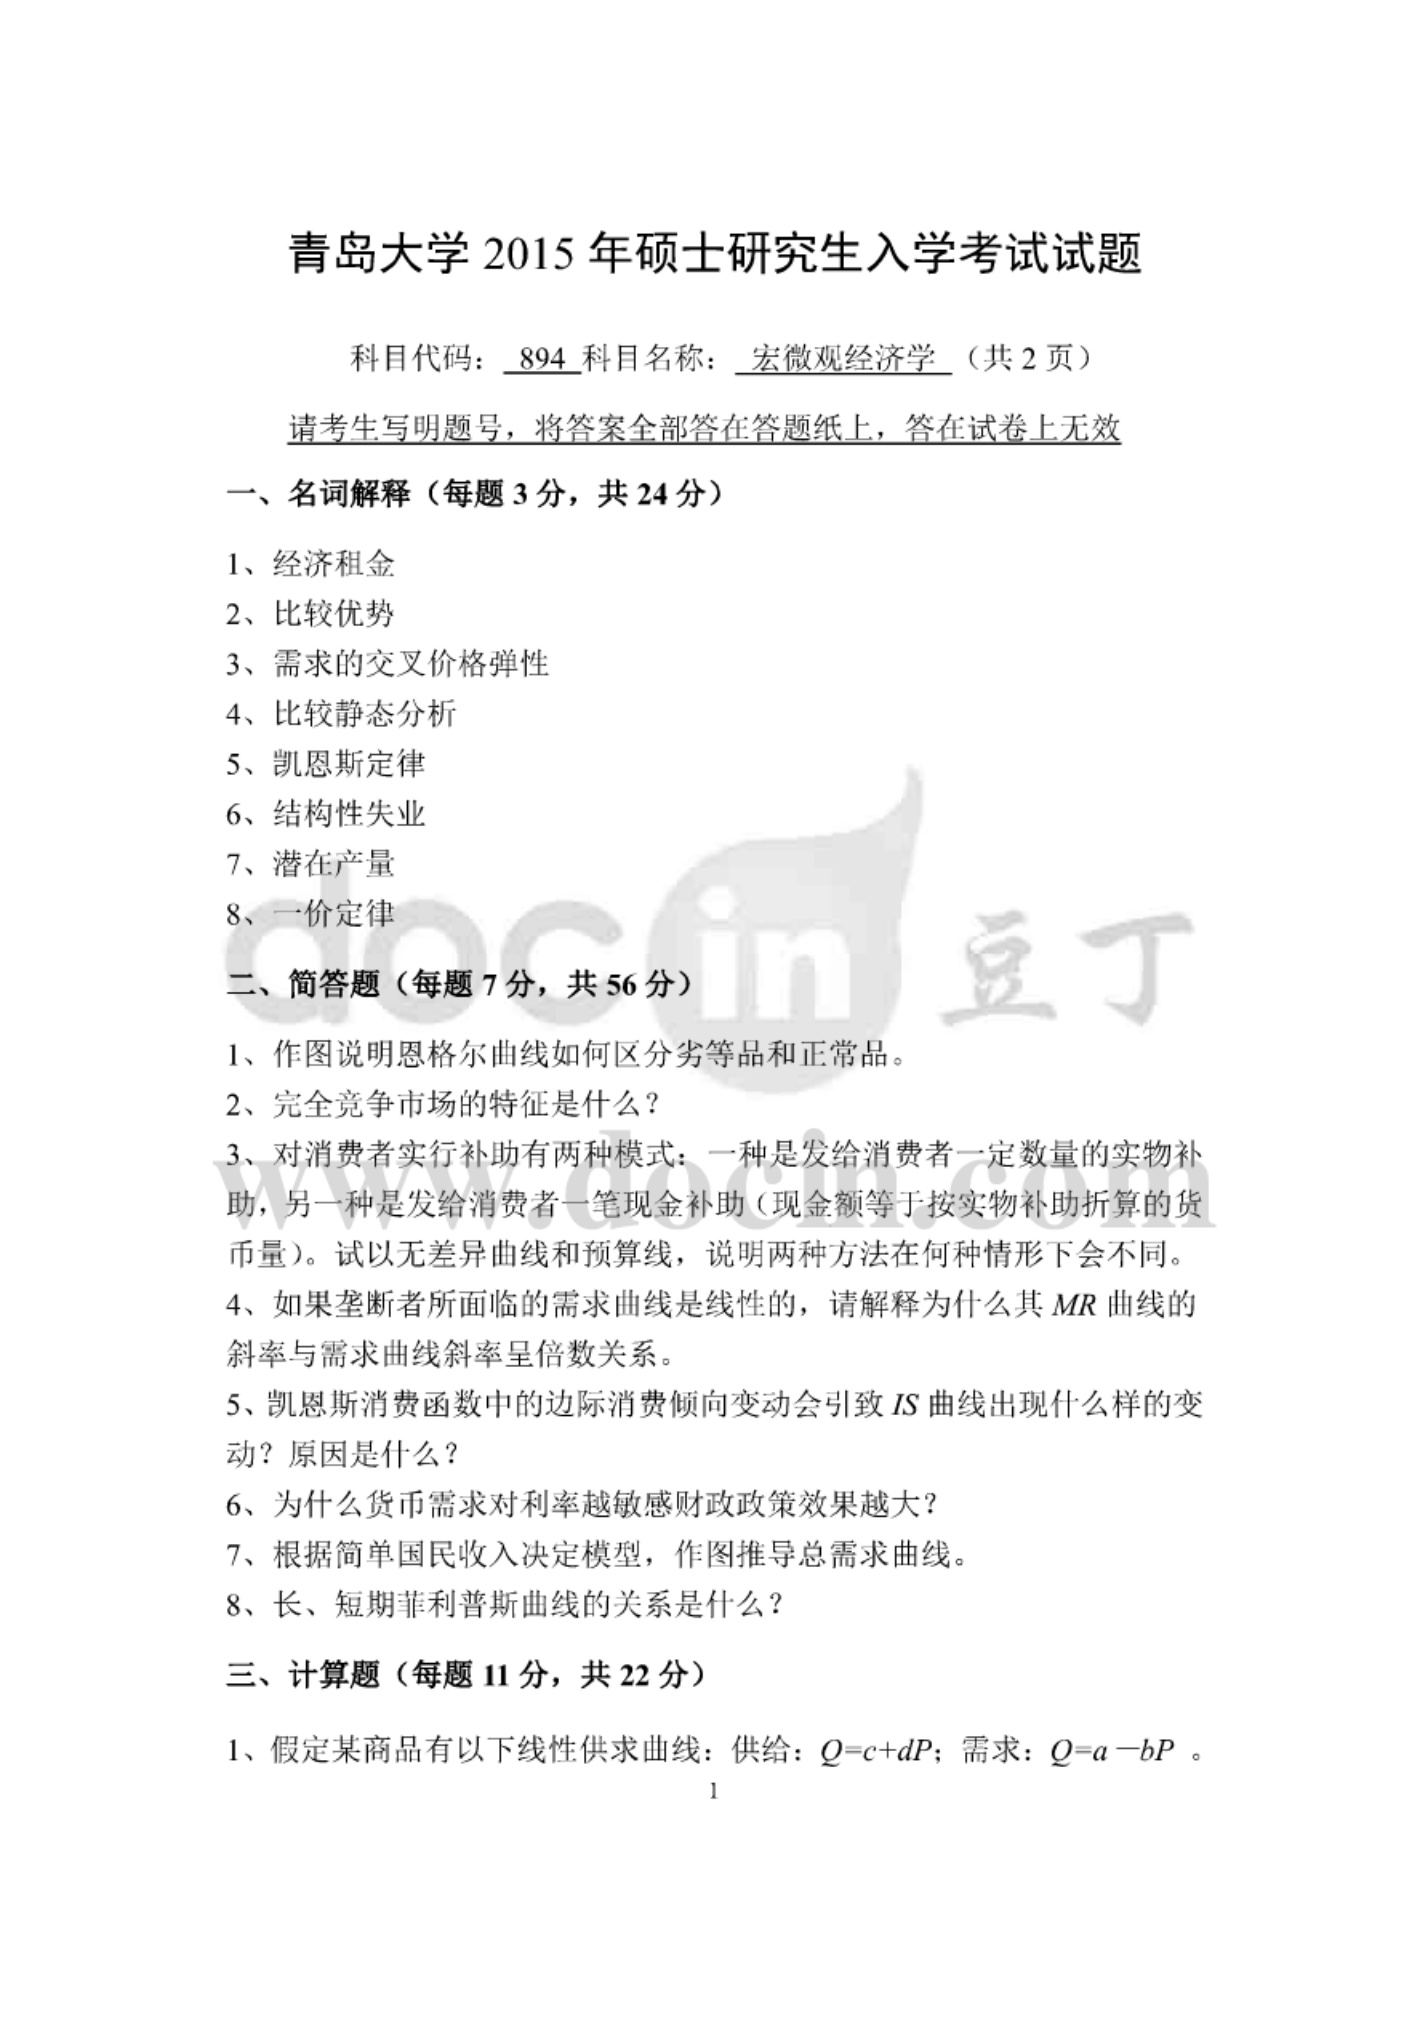 青岛大学 2015 年硕士研究生入学考试试题
科目代码： 894 科目名称： 宏微观经济学 （共 2 页）
请考生写明题号，将答案全部答在答题纸上，答在试卷上无效
一、名词解释（每题 3 分，共 24 分）
1、经济租金
2、比较优势
3、需求的交叉价格弹性
4、比较静态分析
5、凯恩斯定律
6、结构性失业
7、潜在产量
8、一价定律
docin 豆丁
二、简答题（每题 7 分，共 56 分）
1、作图说明恩格尔曲线如何区分劣等品和正常品。
2、完全竞争市场的特征是什么？
www.docin.com
3、对消费者实行补助有两种模式：一种是发给消费者一定数量的实物补
助，另一种是发给消费者一笔现金补助（现金额等于按实物补助折算的货
币量）。试以无差异曲线和预算线，说明两种方法在何种情形下会不同。
4、如果垄断者所面临的需求曲线是线性的，请解释为什么其 MR 曲线的
斜率与需求曲线斜率呈倍数关系。
5、凯恩斯消费函数中的边际消费倾向变动会引致 IS 曲线出现什么样的变
动？原因是什么？
6、为什么货币需求对利率越敏感财政政策效果越大？
7、根据简单国民收入决定模型，作图推导总需求曲线。
8、长、短期菲利普斯曲线的关系是什么？
三、计算题（每题 11 分，共 22 分）
1、假定某商品有以下线性供求曲线：供给：Q=c+dP；需求：Q=a－bP 。
1